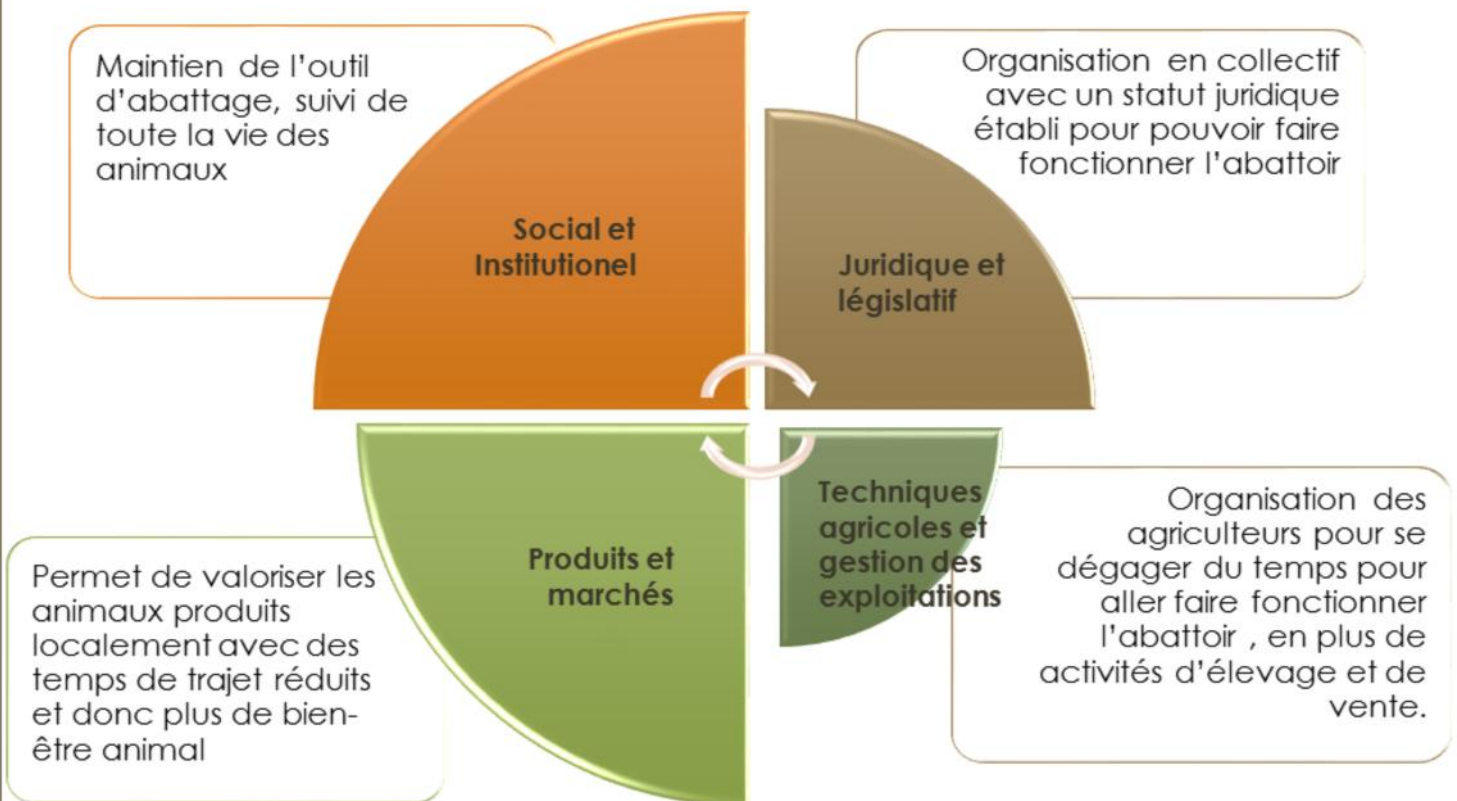 Maintien de l'outil
d'abattage, suivi de
toute la vie des
animaux
Social et
Institutionel
Organisation en collectif
avec un statut juridique
établi pour pouvoir faire
fonctionner l'abattoir
Juridique et
législatif
Produits et
marchés
Permet de valoriser les
animaux produits
localement avec des
temps de trajet réduits
et donc plus de bien-
être animal
Techniques
agricoles et
gestion des
exploitations
Organisation des
agriculteurs pour se
dégager du temps pour
aller faire fonctionner
l'abattoir , en plus de
activités d'élevage et de
vente.